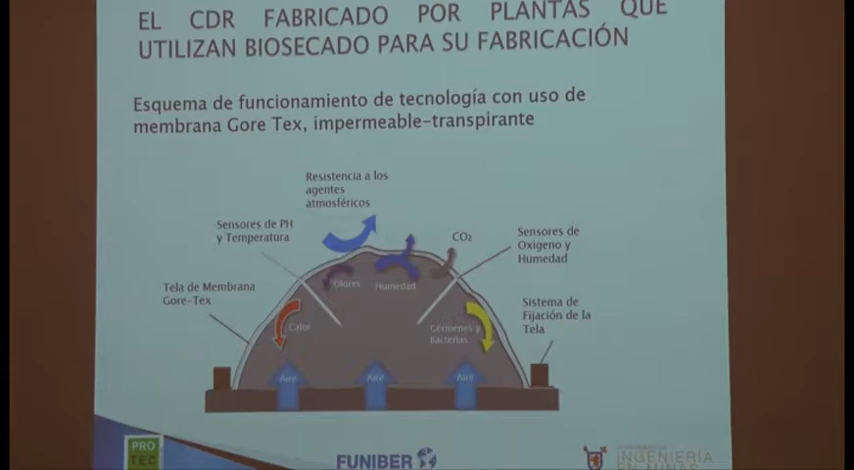 EL CDR FABRICADO POR PLANTAS QUE
UTILIZAN BIOSECADO PARA SU FABRICACIÓN
Esquema de funcionamiento de tecnología con uso de
membrana Gore Tex, impermeable-transpirante
Resistencia a los
agentes
atmosféricos
Sensores de PH
y Temperatura
CO₂
Sensores de
Oxigeno y
Humedad
Olores
Humedad
Tela de Membrana
Gore-Tex
Sistema de
Fijación de la
Tela
Calor
Gérmenes y
Bacterias
Aire
Aire
Aire
PRO
TEC
FUNIBER
INGENIERÍA
EN MINAS